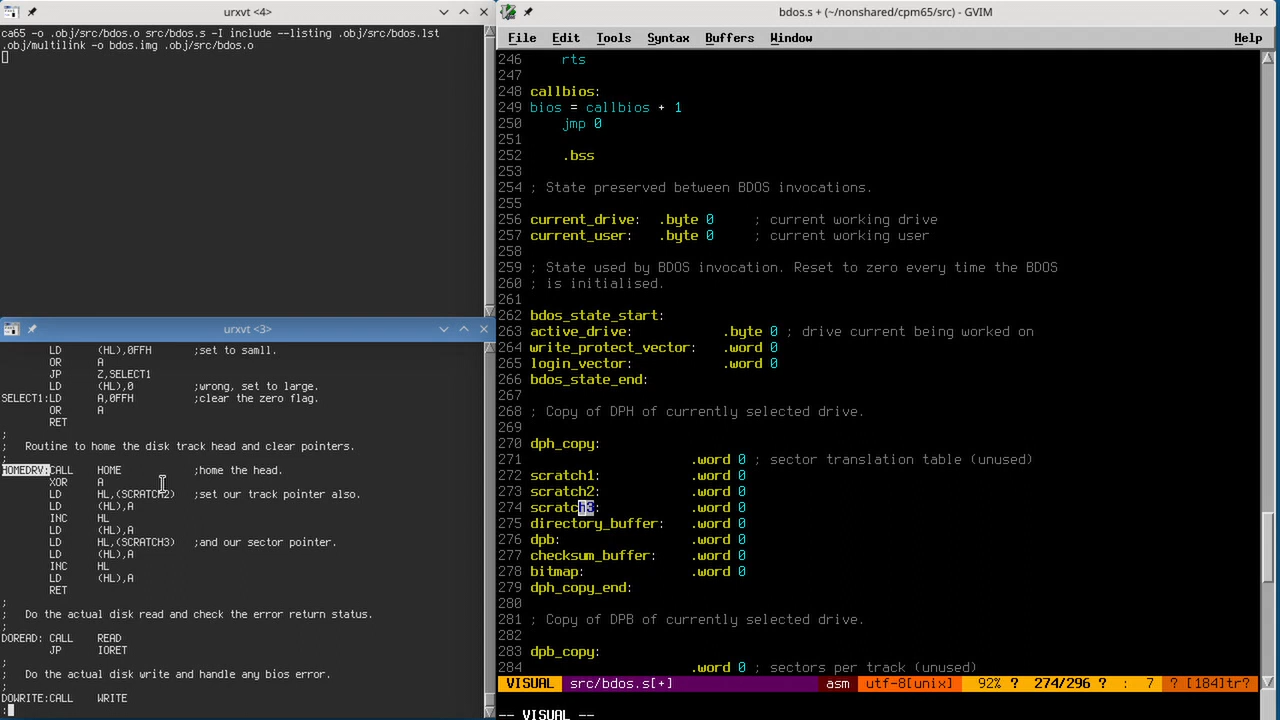 urxvt <4>
ca65 -o .obj/src/bdos.o src/bdos.s -I include --listing .obj/src/bdos.lst
.obj/multilink -o bdos.img .obj/src/bdos.o
urxvt <3>
LD (HL),0FFH ;set to samll.
OR A
JP Z,SELECT1
LD (HL),0 ;wrong, set to large.
SELECT1:LD A,0FFH ;clear the zero flag.
OR A
RET
;
; Routine to home the disk track head and clear pointers.
;
HOMEDRV:CALL HOME ;home the head.
XOR A
LD HL,(SCRATCH2) ;set our track pointer also.
LD (HL),A
INC HL
LD (HL),A
LD HL,(SCRATCH3) ;and our sector pointer.
LD (HL),A
INC HL
LD (HL),A
RET
;
; Do the actual disk read and check the error return status.
;
DOREAD: CALL READ
JP IORET
;
; Do the actual disk write and handle any bios error.
;
DOWRITE:CALL WRITE
:
bdos.s + (~/nonshared/cpm65/src) - GVIM
File Edit Tools Syntax Buffers Window Help
246 rts
247
248 callbios:
249 bios = callbios + 1
250 jmp 0
251
252 .bss
253
254 ; State preserved between BDOS invocations.
255
256 current_drive: .byte 0 ; current working drive
257 current_user: .byte 0 ; current working user
258
259 ; State used by BDOS invocation. Reset to zero every time the BDOS
260 ; is initialised.
261
262 bdos_state_start:
263 active_drive: .byte 0 ; drive current being worked on
264 write_protect_vector: .word 0
265 login_vector: .word 0
266 bdos_state_end:
267
268 ; Copy of DPH of currently selected drive.
269
270 dph_copy:
271 .word 0 ; sector translation table (unused)
272 scratch1: .word 0
273 scratch2: .word 0
274 scratch3: .word 0
275 directory_buffer: .word 0
276 dpb: .word 0
277 checksum_buffer: .word 0
278 bitmap: .word 0
279 dph_copy_end:
280
281 ; Copy of DPB of currently selected drive.
282
283 dpb_copy:
284 .word 0 ; sectors per track (unused)
VISUAL src/bdos.s[+] asm utf-8[unix] 92% ? 274/296 ? : 7 ? [184]tr?
-- VISUAL --